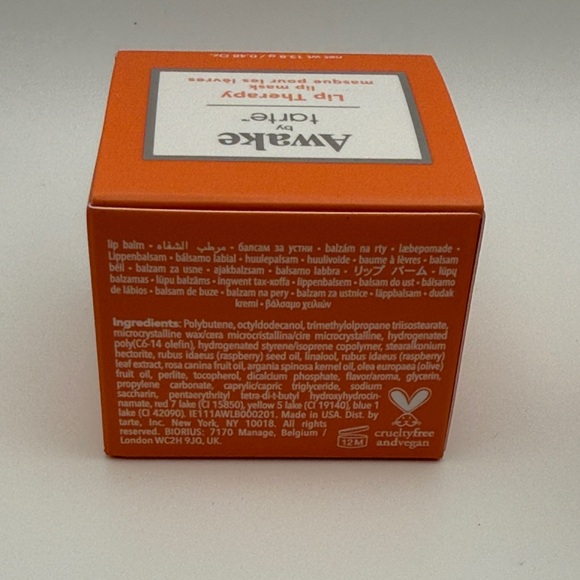 Awake
by
tarte™
Lip Therapy
lip mask
masque pour les lèvres
lip balm • مرطب الشفاه • балсам за устни • balzám na rty • læbepomade •
Lippenbalsam • bálsamo labial • huulepalsam • huulivoide • baume à lèvres • balsam
béil • balzam za usne • ajakbalzsam • balsamo labbra • リップ バーム • lūpų
balzamas • lūpu balzāms • ingwent tax-xoffa • lippenbalsem • balsam do ust • bálsamo
de lábios • balsam de buze • balzam na pery • balzam za ustnice • läppbalsam • dudak
kremi • βάλσαμο χειλιών
Ingredients: Polybutene, octyldodecanol, trimethylolpropane triisostearate,
microcrystalline wax/cera microcristallina/cire microcristalline, hydrogenated
poly(C6-14 olefin), hydrogenated styrene/isoprene copolymer, stearalkonium
hectorite, rubus idaeus (raspberry) seed oil, linalool, rubus idaeus (raspberry)
leaf extract, rosa canina fruit oil, argania spinosa kernel oil, olea europaea (olive)
fruit oil, perlite, tocopherol, dicalcium phosphate, flavor/aroma, glycerin,
propylene carbonate, caprylic/capric triglyceride, sodium
saccharin, pentaerythrityl tetra-di-t-butyl hydroxyhydrocin-
namate, red 7 lake (CI 15850), yellow 5 lake (CI 19140), blue 1
lake (CI 42090). IE111AWLB000201. Made in USA. Dist. by
tarte, Inc. New York, NY 10018. All rights
reserved. BIORIUS: 7170 Manage, Belgium /
London WC2H 9JQ, UK.
12M
crueltyfree
andvegan